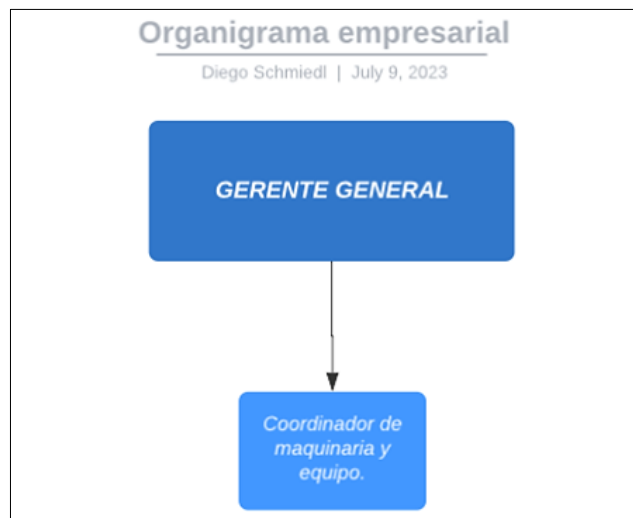 Organigrama empresarial
Diego Schmiedl | July 9, 2023
GERENTE GENERAL
Coordinador de
maquinaria y
equipo.